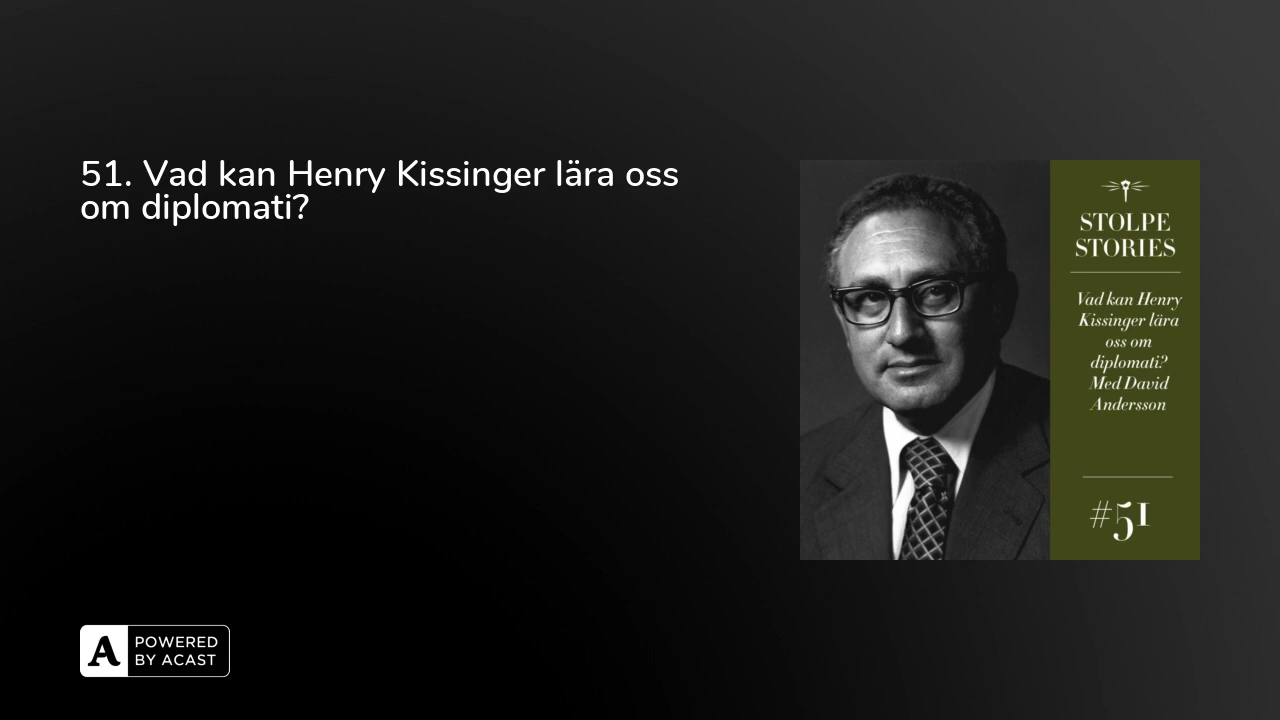 51. Vad kan Henry Kissinger lära oss
om diplomati?
STOLPE
STORIES
Vad kan Henry
Kissinger lära
oss om
diplomati?
Med David
Andersson
#51
A
POWERED
BY ACAST